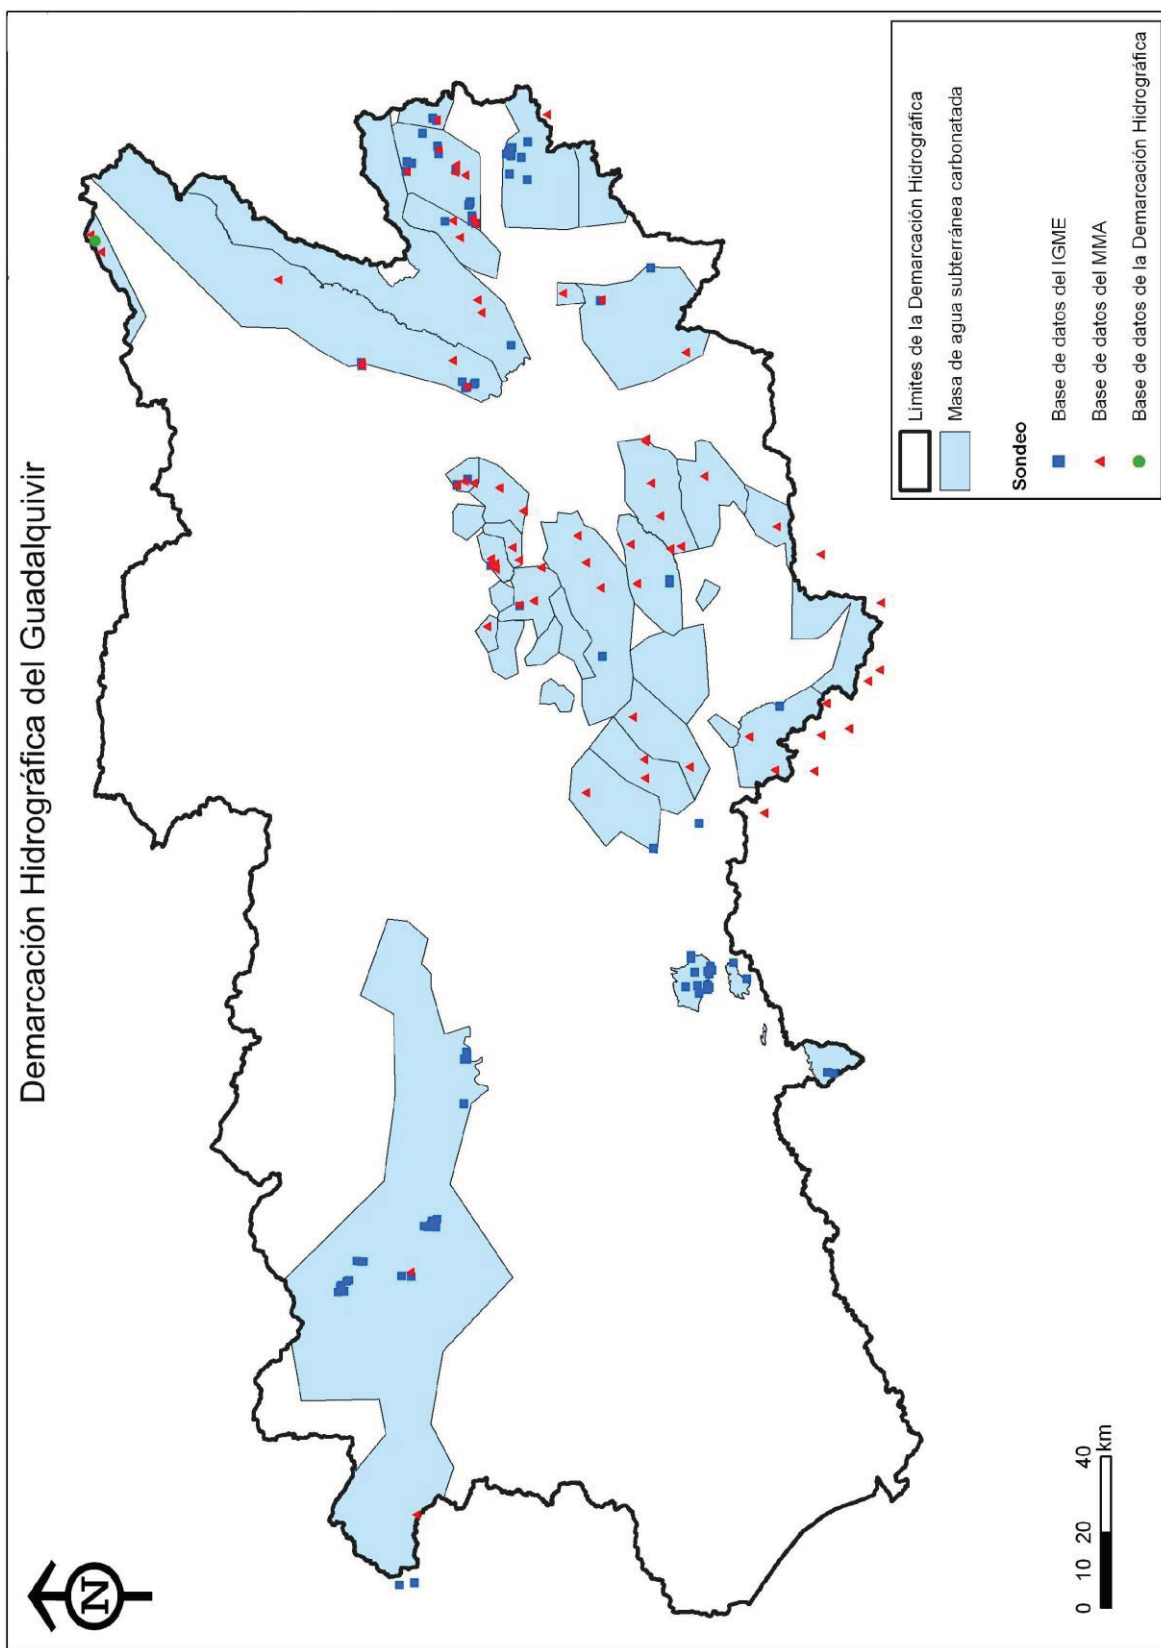 Demarcación Hidrográfica del Guadalquivir
N
0 10 20 40
km
Límites de la Demarcación Hidrográfica
Masa de agua subterránea carbonatada
Sondeo
Base de datos del IGME
Base de datos del MMA
Base de datos de la Demarcación Hidrográfica